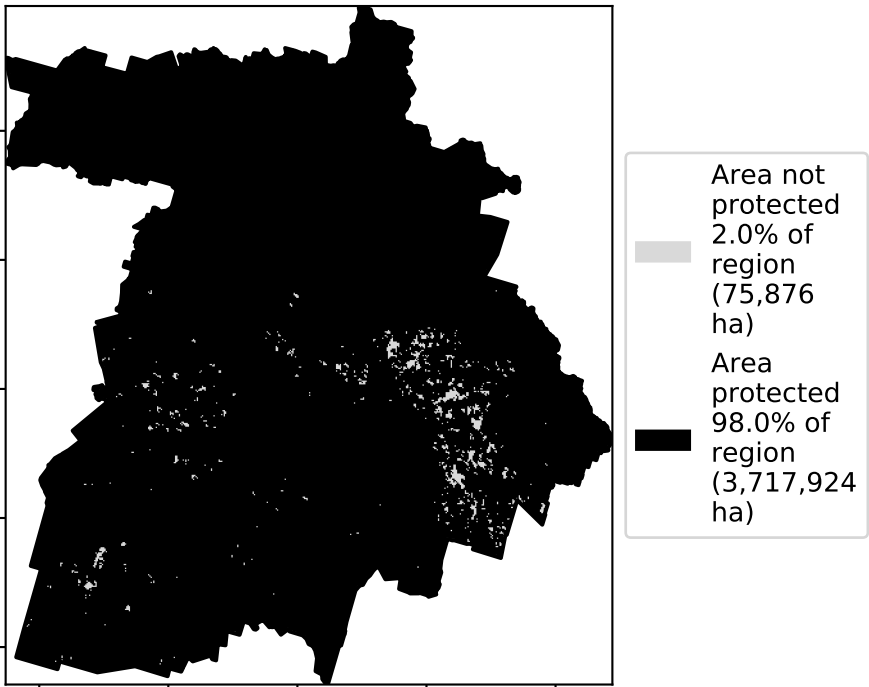 Area not
protected
2.0% of
region
(75,876
ha)
Area
protected
98.0% of
region
(3,717,924
ha)